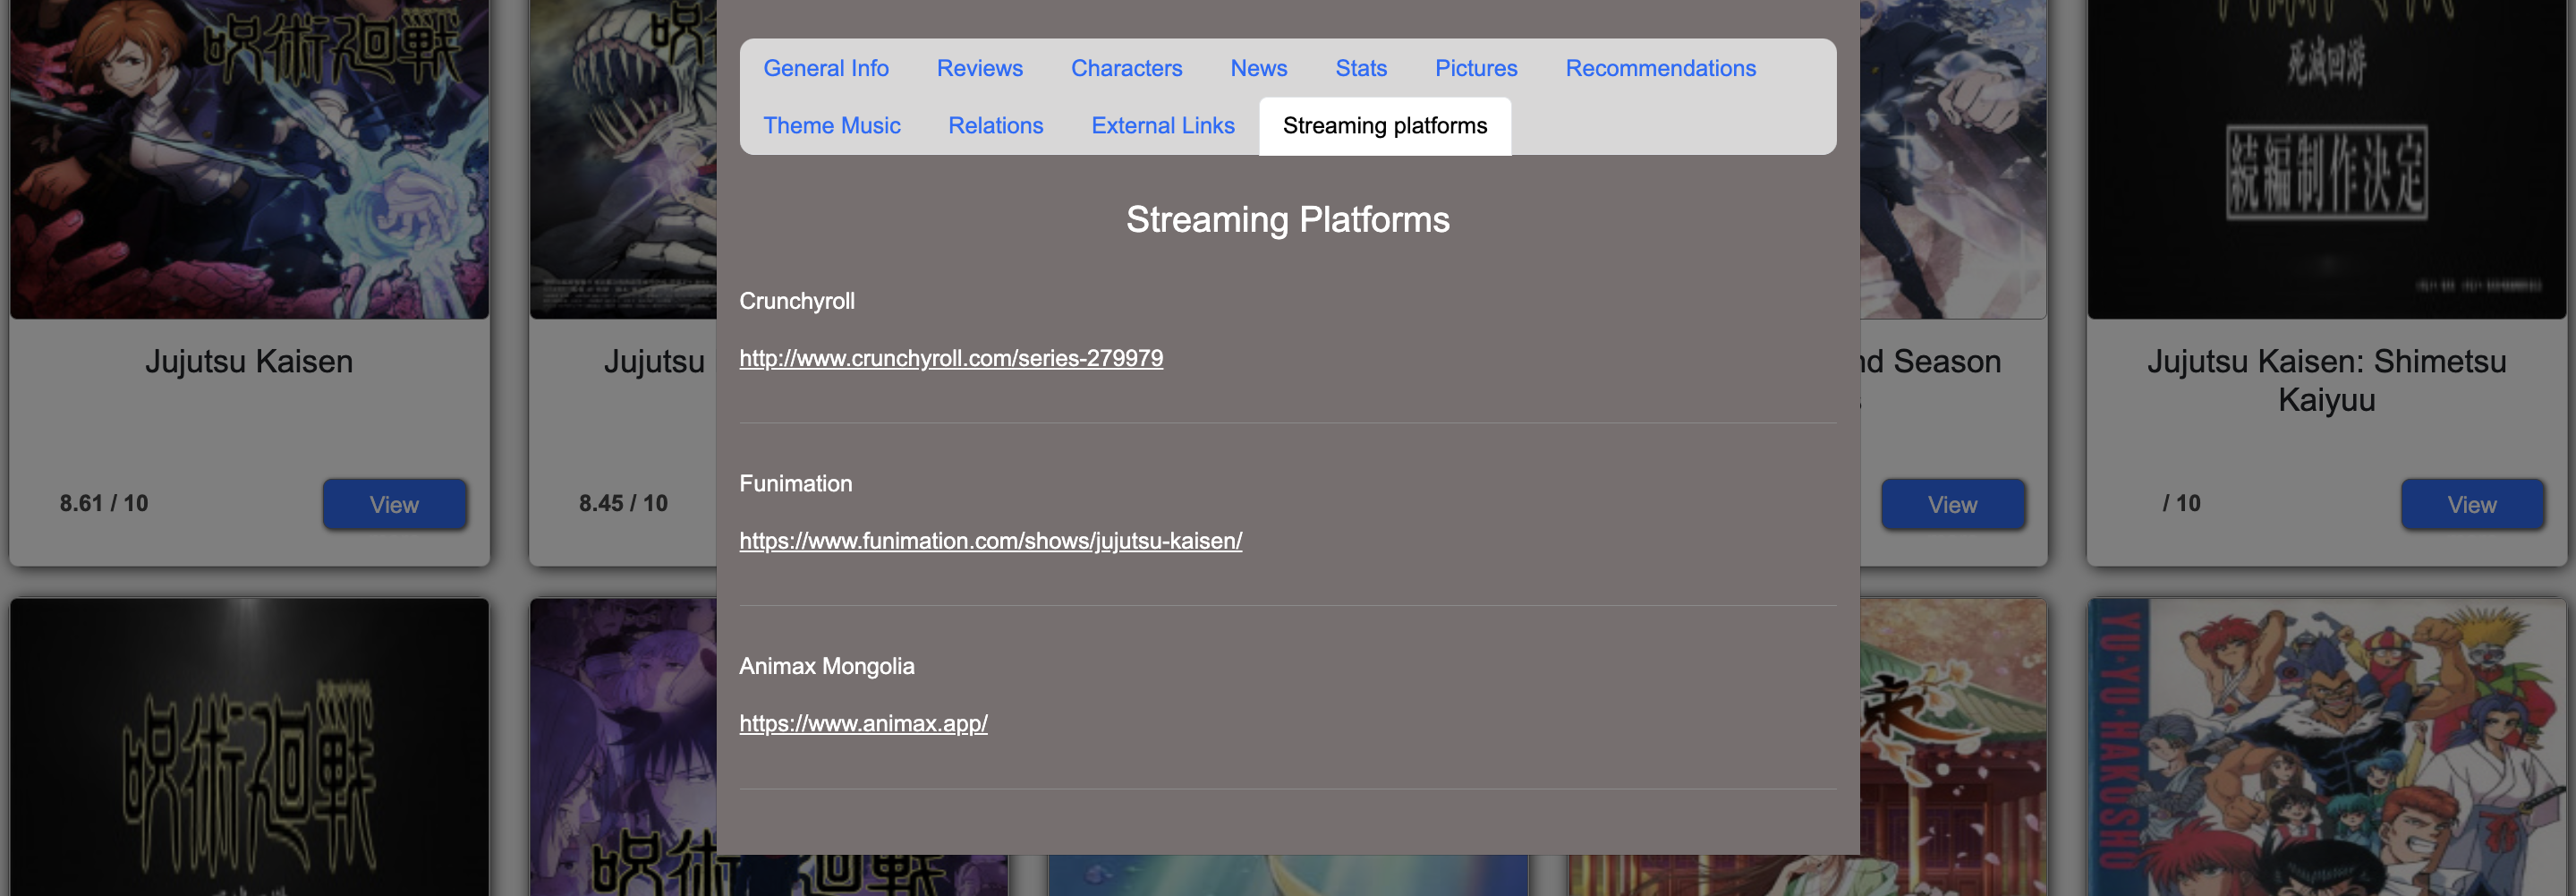 呪術廻戦
死滅回游
続編制作決定
General Info Reviews Characters News Stats Pictures Recommendations
Theme Music Relations External Links Streaming platforms
Streaming Platforms
Crunchyroll
http://www.crunchyroll.com/series-279979
Funimation
https://www.funimation.com/shows/jujutsu-kaisen/
Animax Mongolia
https://www.animax.app/
Jujutsu Kaisen
8.61 / 10
View
Jujutsu
8.45 / 10
nd Season
View
Jujutsu Kaisen: Shimetsu
Kaiyuu
/ 10
View
呪術廻戦
呪術廻戦
YU·YU·HAKUSHO